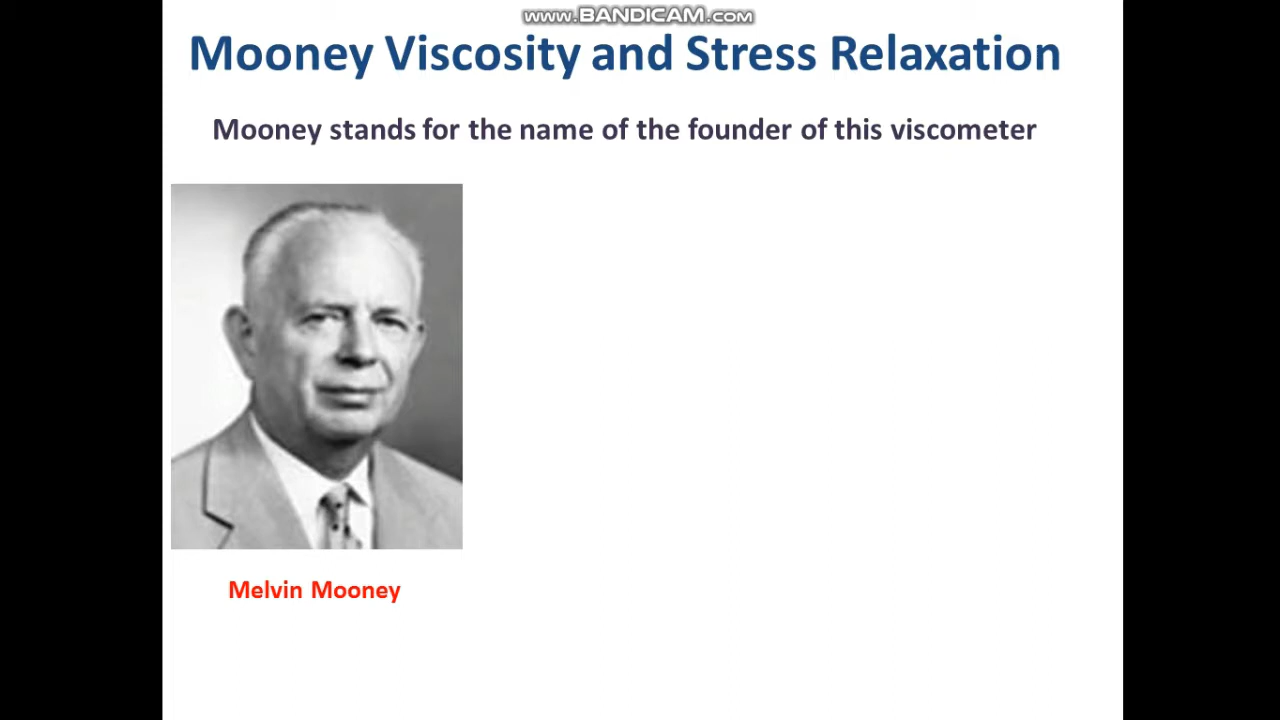 www.BANDICAM.com
Mooney Viscosity and Stress Relaxation
Mooney stands for the name of the founder of this viscometer
Melvin Mooney